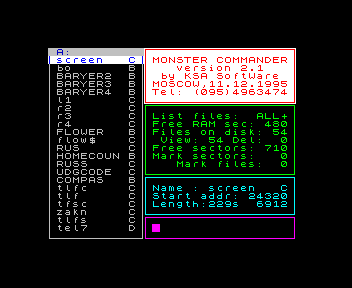 A:
screen C
bo B
BARYER2 B
BARYER3 B
BARYER4 B
l1 C
r2 C
r3 C
r4 C
FLOWER B
flow$ C
RUS C
HOMECOUN B
RUSS B
UDGCODE C
COMPAS B
tlfc C
tlf C
tfsc C
zakn C
tlfs C
tel7 D
MONSTER COMMANDER
version 2.1
by KSA SoftWare
MOSCOW,11.12.1995
Tel: (095)4963474
List files: ALL+
Free RAM sec: 480
Files on disk: 54
View: 54 Del: 0
Free sectors: 710
Mark sectors: 0
Mark files: 0
Name : screen C
Start addr: 24320
Length:229s 6912